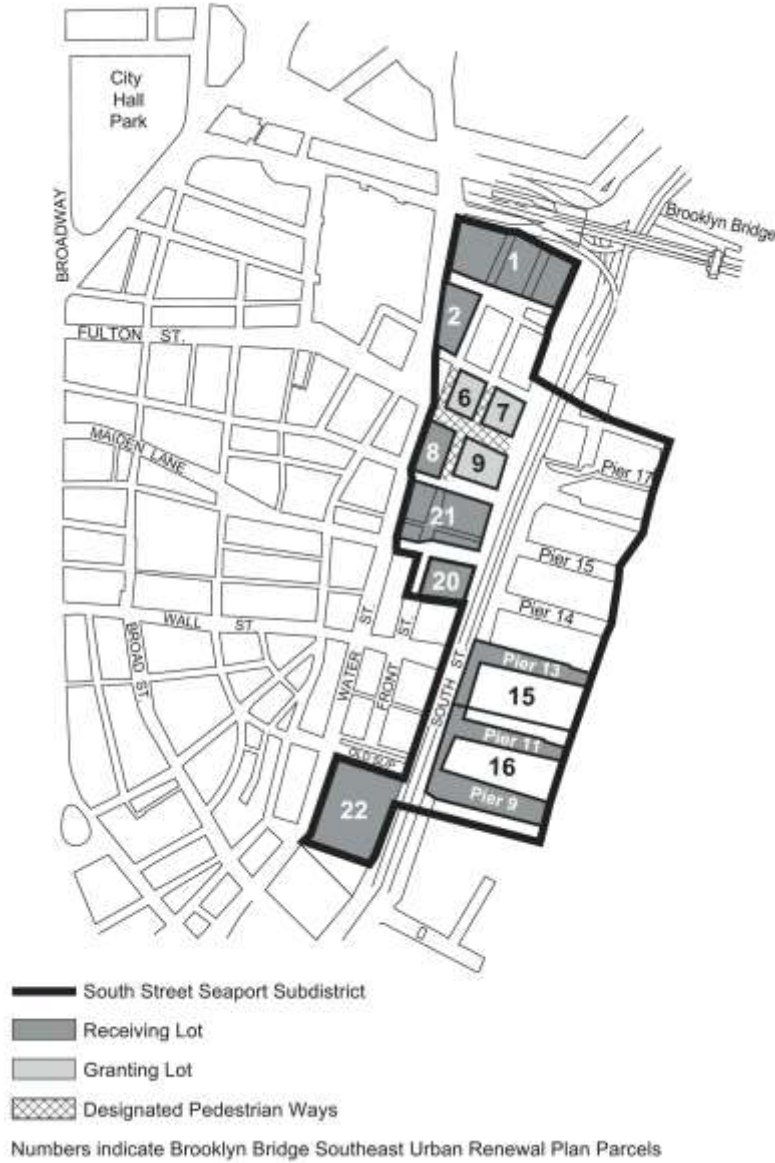 City
Hall
Park
BROADWAY
Brooklyn Bridge
1
2
FULTON ST.
6
7
MAIDEN LANE
8
9
Pier 17
21
Pier 15
20
Pier 14
WALL ST
BROAD ST.
WATER ST
FRONT ST.
SOUTH ST
Pier 13
15
Pier 11
16
OLD SLIP
Pier 9
22
South Street Seaport Subdistrict
Receiving Lot
Granting Lot
Designated Pedestrian Ways
Numbers indicate Brooklyn Bridge Southeast Urban Renewal Plan Parcels